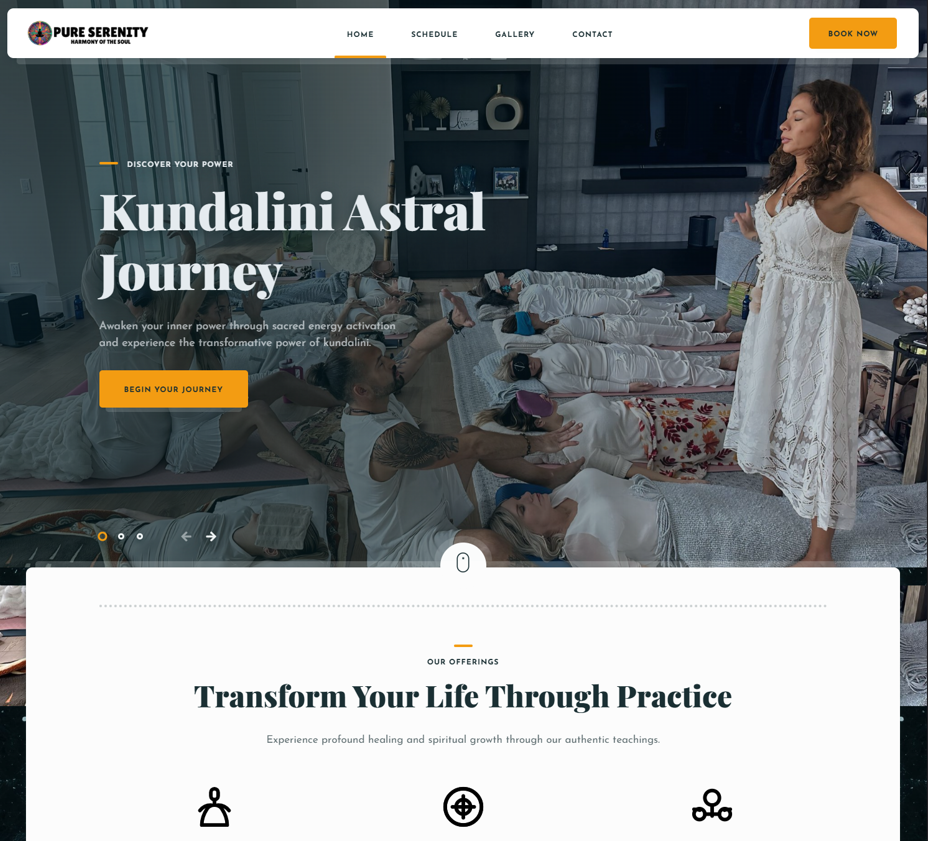 PURE SERENITY
HARMONY OF THE SOUL
HOME
SCHEDULE
GALLERY
CONTACT
BOOK NOW
DISCOVER YOUR POWER
Kundalini Astral
Journey
Awaken your inner power through sacred energy activation
and experience the transformative power of kundalini.
BEGIN YOUR JOURNEY
OUR OFFERINGS
Transform Your Life Through Practice
Experience profound healing and spiritual growth through our authentic teachings.